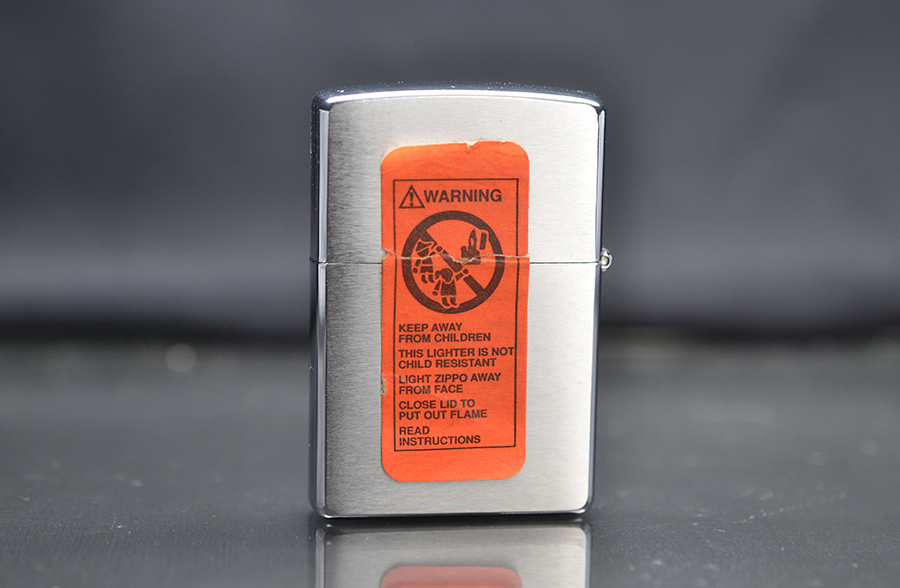 WARNING
KEEP AWAY
FROM CHILDREN
THIS LIGHTER IS NOT
CHILD RESISTANT
LIGHT ZIPPO AWAY
FROM FACE
CLOSE LID TO
PUT OUT FLAME
READ
INSTRUCTIONS